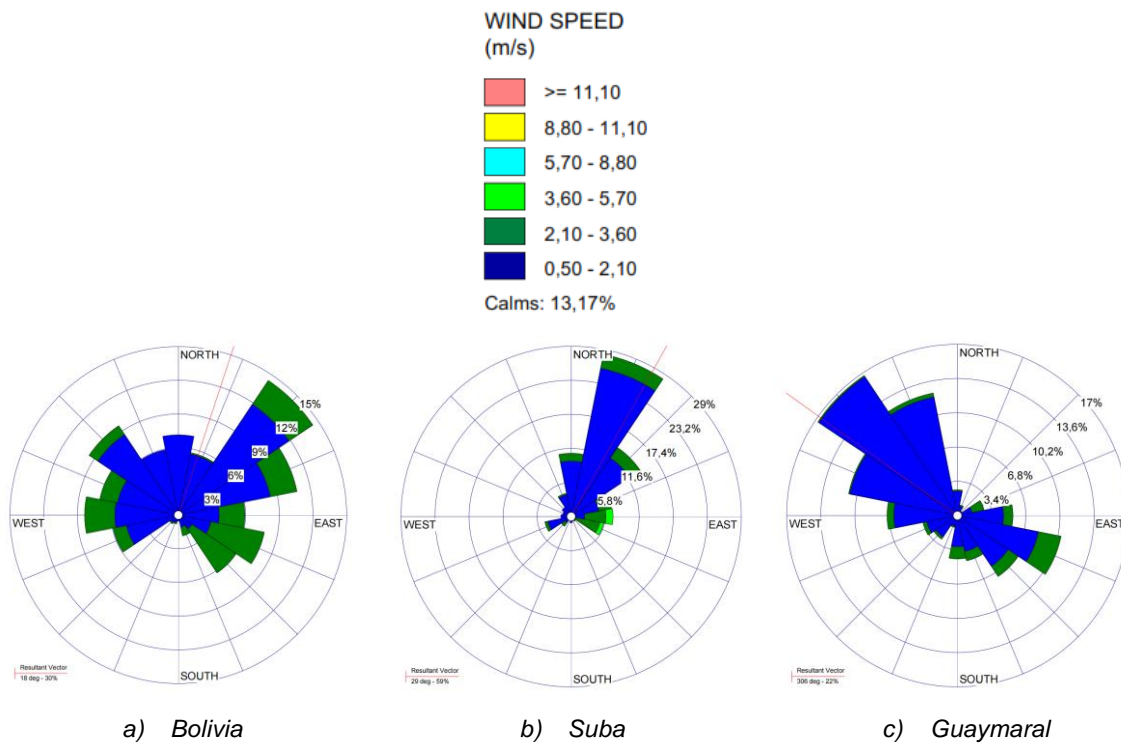 WIND SPEED
(m/s)
>= 11,10
8,80 - 11,10
5,70 - 8,80
3,60 - 5,70
2,10 - 3,60
0,50 - 2,10
Calms: 13,17%
NORTH
15%
12%
9%
6%
3%
WEST
EAST
SOUTH
Resultant Vector
18 deg - 30%
NORTH
29%
23,2%
17,4%
11,6%
5,8%
WEST
EAST
SOUTH
Resultant Vector
29 deg - 59%
NORTH
17%
13,6%
10,2%
6,8%
3,4%
WEST
EAST
SOUTH
Resultant Vector
306 deg - 22%
a) Bolivia
b) Suba
c) Guaymaral